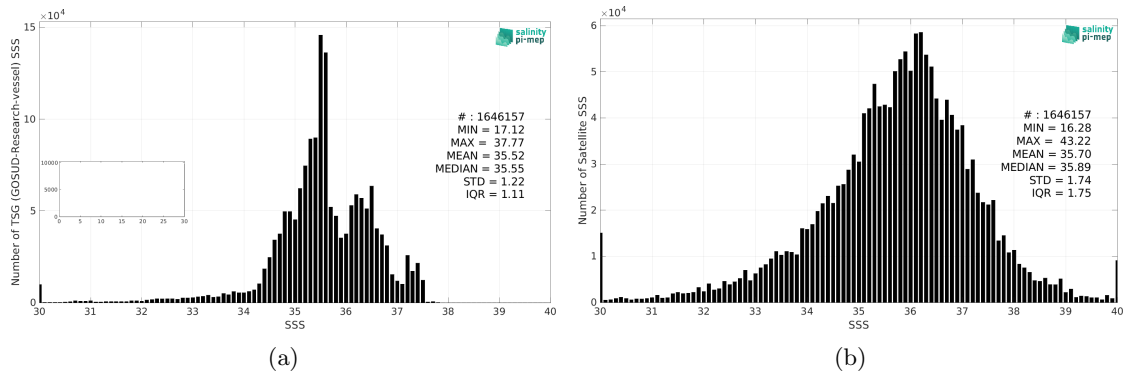 ×10⁴
15
10
5
0
Number of TSG (GOSUD-Research-vessel) SSS
salinity
pi-mep
# : 1646157
MIN = 17.12
MAX = 37.77
MEAN = 35.52
MEDIAN = 35.55
STD = 1.22
IQR = 1.11
10000
5000
0
0 5 10 15 20 25 30
30 31 32 33 34 35 36 37 38 39 40
SSS
(a)
×10⁴
6
5
4
3
2
1
0
Number of Satellite SSS
salinity
pi-mep
# : 1646157
MIN = 16.28
MAX = 43.22
MEAN = 35.70
MEDIAN = 35.89
STD = 1.74
IQR = 1.75
30 31 32 33 34 35 36 37 38 39 40
SSS
(b)